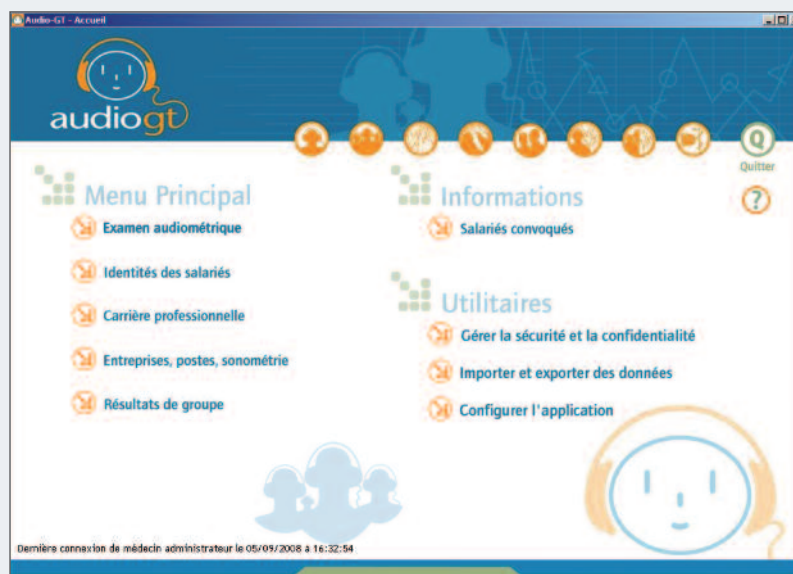 Audio-GT - Accueil
audiogt
Q
Quitter
?
Menu Principal
Examen audiométrique
Identités des salariés
Carrière professionnelle
Entreprises, postes, sonométrie
Résultats de groupe
Informations
Salariés convoqués
Utilitaires
Gérer la sécurité et la confidentialité
Importer et exporter des données
Configurer l'application
Dernière connexion de médecin administrateur le 05/09/2008 à 16:32:54